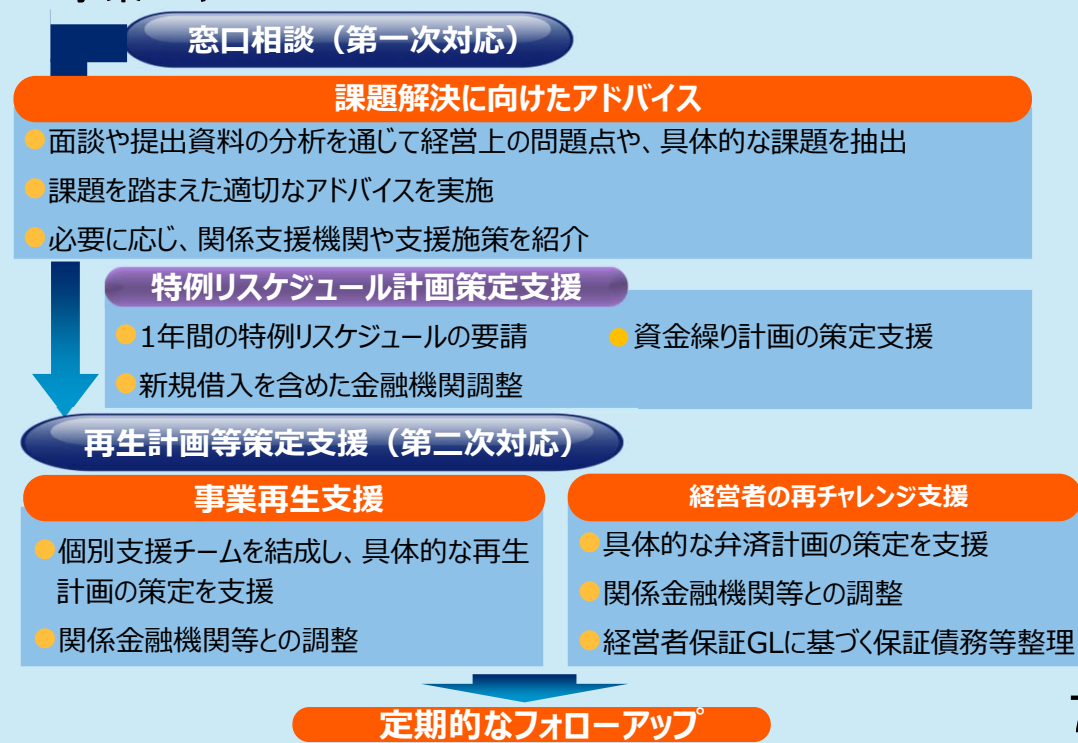 窓口相談（第一次対応）
課題解決に向けたアドバイス
面談や提出資料の分析を通じて経営上の問題点や、具体的な課題を抽出
課題を踏まえた適切なアドバイスを実施
必要に応じ、関係支援機関や支援施策を紹介
特例リスケジュール計画策定支援
1年間の特例リスケジュールの要請
資金繰り計画の策定支援
新規借入を含めた金融機関調整
再生計画等策定支援（第二次対応）
事業再生支援
個別支援チームを結成し、具体的な再生
計画の策定を支援
関係金融機関等との調整
経営者の再チャレンジ支援
具体的な弁済計画の策定を支援
関係金融機関等との調整
経営者保証GLに基づく保証債務等整理
定期的なフォローアップ